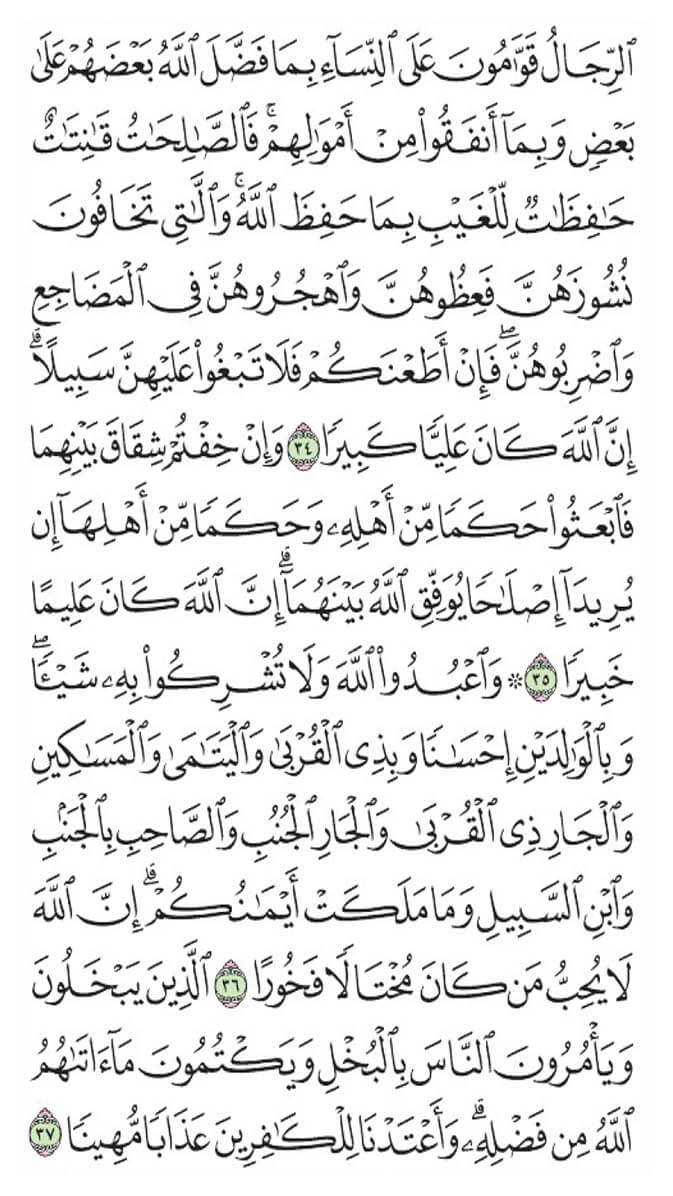 ٱلرِّجَالُ قَوَّٰمُونَ عَلَى ٱلنِّسَآءِ بِمَا فَضَّلَ ٱللَّهُ بَعْضَهُمْ عَلَىٰ
بَعْضٍ وَبِمَآ أَنفَقُوا۟ مِنْ أَمْوَٰلِهِمْ ۚ فَٱلصَّٰلِحَٰتُ قَٰنِتَٰتٌ
حَٰفِظَٰتٌ لِّلْغَيْبِ بِمَا حَفِظَ ٱللَّهُ ۚ وَٱلَّٰتِى تَخَافُونَ
نُشُوزَهُنَّ فَعِظُوهُنَّ وَٱهْجُرُوهُنَّ فِى ٱلْمَضَاجِعِ
وَٱضْرِبُوهُنَّ ۖ فَإِنْ أَطَعْنَكُمْ فَلَا تَبْغُوا۟ عَلَيْهِنَّ سَبِيلًا ۗ
إِنَّ ٱللَّهَ كَانَ عَلِيًّا كَبِيرًا ٣٤ وَإِنْ خِفْتُمْ شِقَاقَ بَيْنِهِمَا
فَٱبْعَثُوا۟ حَكَمًا مِّنْ أَهْلِهِۦ وَحَكَمًا مِّنْ أَهْلِهَآ إِن
يُرِيدَآ إِصْلَٰحًا يُوَفِّقِ ٱللَّهُ بَيْنَهُمَآ ۗ إِنَّ ٱللَّهَ كَانَ عَلِيمًا
خَبِيرًا ٣٥ ۞ وَٱعْبُدُوا۟ ٱللَّهَ وَلَا تُشْرِكُوا۟ بِهِۦ شَيْـًٔا ۖ
وَبِٱلْوَٰلِدَيْنِ إِحْسَٰنًا وَبِذِى ٱلْقُرْبَىٰ وَٱلْيَتَٰمَىٰ وَٱلْمَسَٰكِينِ
وَٱلْجَارِ ذِى ٱلْقُرْبَىٰ وَٱلْجَارِ ٱلْجُنُبِ وَٱلصَّاحِبِ بِٱلْجَنۢبِ
وَٱبْنِ ٱلسَّبِيلِ وَمَا مَلَكَتْ أَيْمَٰنُكُمْ ۗ إِنَّ ٱللَّهَ
لَا يُحِبُّ مَن كَانَ مُخْتَالًا فَخُورًا ٣٦ ٱلَّذِينَ يَبْخَلُونَ
وَيَأْمُرُونَ ٱلنَّاسَ بِٱلْبُخْلِ وَيَكْتُمُونَ مَآ ءَاتَىٰهُمُ
ٱللَّهُ مِن فَضْلِهِۦ ۗ وَأَعْتَدْنَا لِلْكَٰفِرِينَ عَذَابًا مُّهِينًا ٣٧